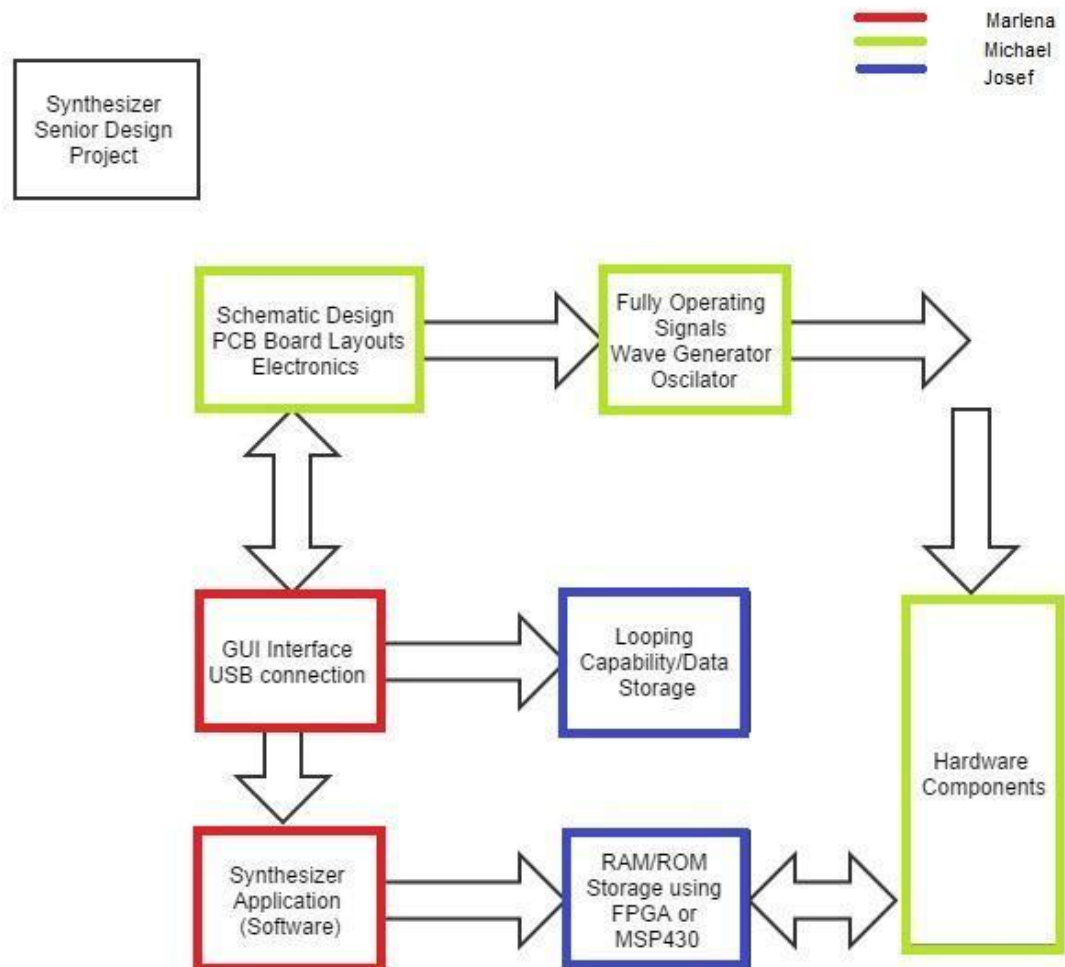 Marlena
Michael
Josef
Synthesizer
Senior Design
Project
Schematic Design
PCB Board Layouts
Electronics
Fully Operating
Signals
Wave Generator
Oscilator
GUI Interface
USB connection
Looping
Capability/Data
Storage
Hardware
Components
Synthesizer
Application
(Software)
RAM/ROM
Storage using
FPGA or
MSP430